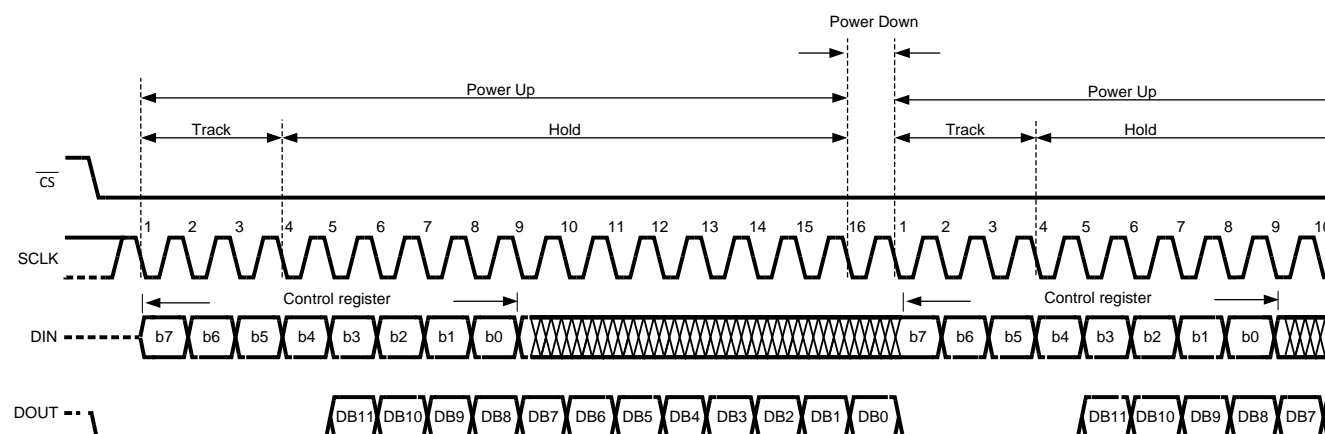 Power Down
Power Up
Power Up
Track
Hold
Track
Hold
CS
1 2 3 4 5 6 7 8 9 10 11 12 13 14 15 16 1 2 3 4 5 6 7 8 9 10
SCLK
Control register
Control register
DIN
b7 b6 b5 b4 b3 b2 b1 b0 b7 b6 b5 b4 b3 b2 b1 b0
DOUT
DB11 DB10 DB9 DB8 DB7 DB6 DB5 DB4 DB3 DB2 DB1 DB0 DB11 DB10 DB9 DB8 DB7